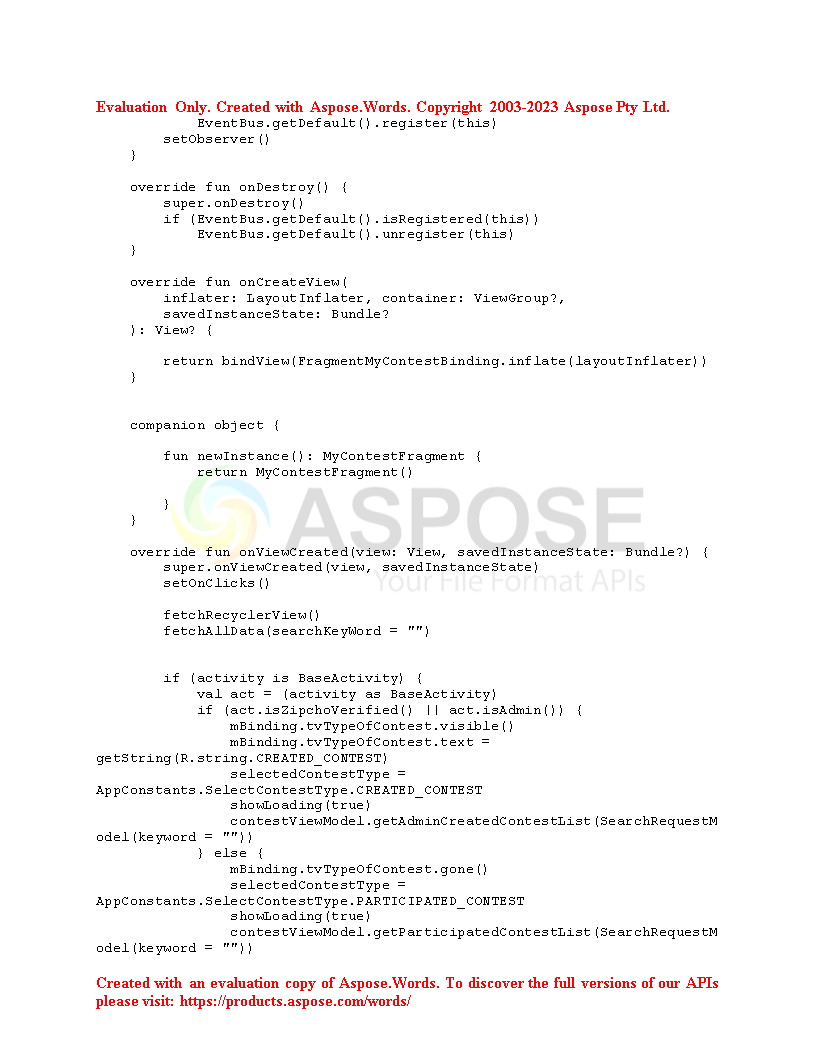 Evaluation Only. Created with Aspose.Words. Copyright 2003-2023 Aspose Pty Ltd.
            EventBus.getDefault().register(this)
        setObserver()
    }

    override fun onDestroy() {
        super.onDestroy()
        if (EventBus.getDefault().isRegistered(this))
            EventBus.getDefault().unregister(this)
    }

    override fun onCreateView(
        inflater: LayoutInflater, container: ViewGroup?,
        savedInstanceState: Bundle?
    ): View? {

        return bindView(FragmentMyContestBinding.inflate(layoutInflater))
    }


    companion object {

        fun newInstance(): MyContestFragment {
            return MyContestFragment()

        }
    }
ASPOSE
Your File Format APIs

    override fun onViewCreated(view: View, savedInstanceState: Bundle?) {
        super.onViewCreated(view, savedInstanceState)
        setOnClicks()

        fetchRecyclerView()
        fetchAllData(searchKeyWord = "")


        if (activity is BaseActivity) {
            val act = (activity as BaseActivity)
            if (act.isZipchoVerified() || act.isAdmin()) {
                mBinding.tvTypeOfContest.visible()
                mBinding.tvTypeOfContest.text =
getString(R.string.CREATED_CONTEST)
                selectedContestType =
AppConstants.SelectContestType.CREATED_CONTEST
                showLoading(true)
                contestViewModel.getAdminCreatedContestList(SearchRequestM
odel(keyword = ""))
            } else {
                mBinding.tvTypeOfContest.gone()
                selectedContestType =
AppConstants.SelectContestType.PARTICIPATED_CONTEST
                showLoading(true)
                contestViewModel.getParticipatedContestList(SearchRequestM
odel(keyword = ""))

Created with an evaluation copy of Aspose.Words. To discover the full versions of our APIs
please visit: https://products.aspose.com/words/